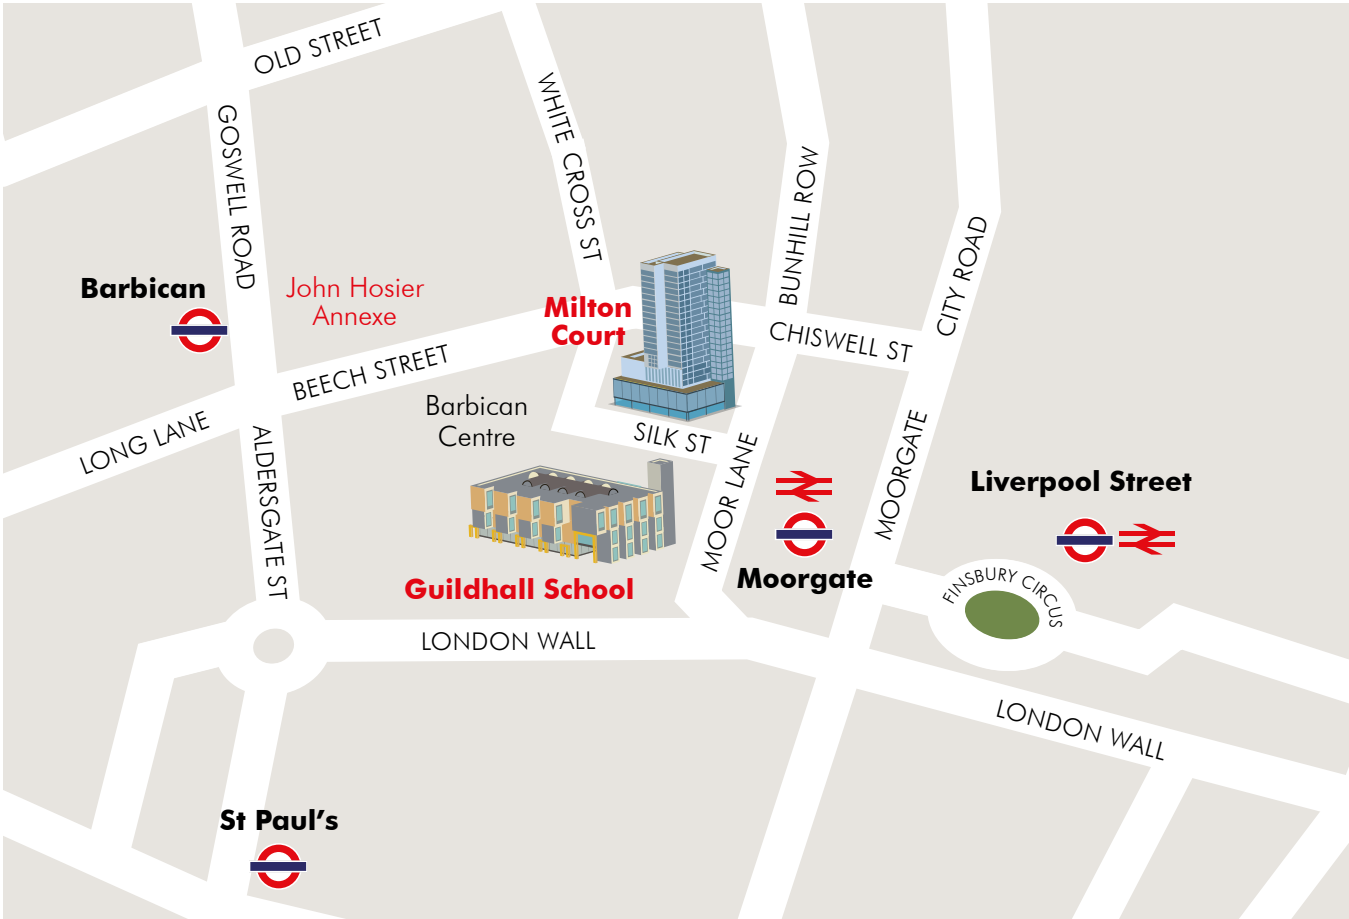 OLD STREET
GOSWELL ROAD
WHITE CROSS ST
BUNHILL ROW
CITY ROAD
Barbican
John Hosier
Annexe
Milton
Court
CHISWELL ST
BEECH STREET
Barbican
Centre
LONG LANE
ALDERSGATE ST
SILK ST
MOOR LANE
MOORGATE
Liverpool Street
Moorgate
Guildhall School
FINSBURY CIRCUS
LONDON WALL
LONDON WALL
St Paul's